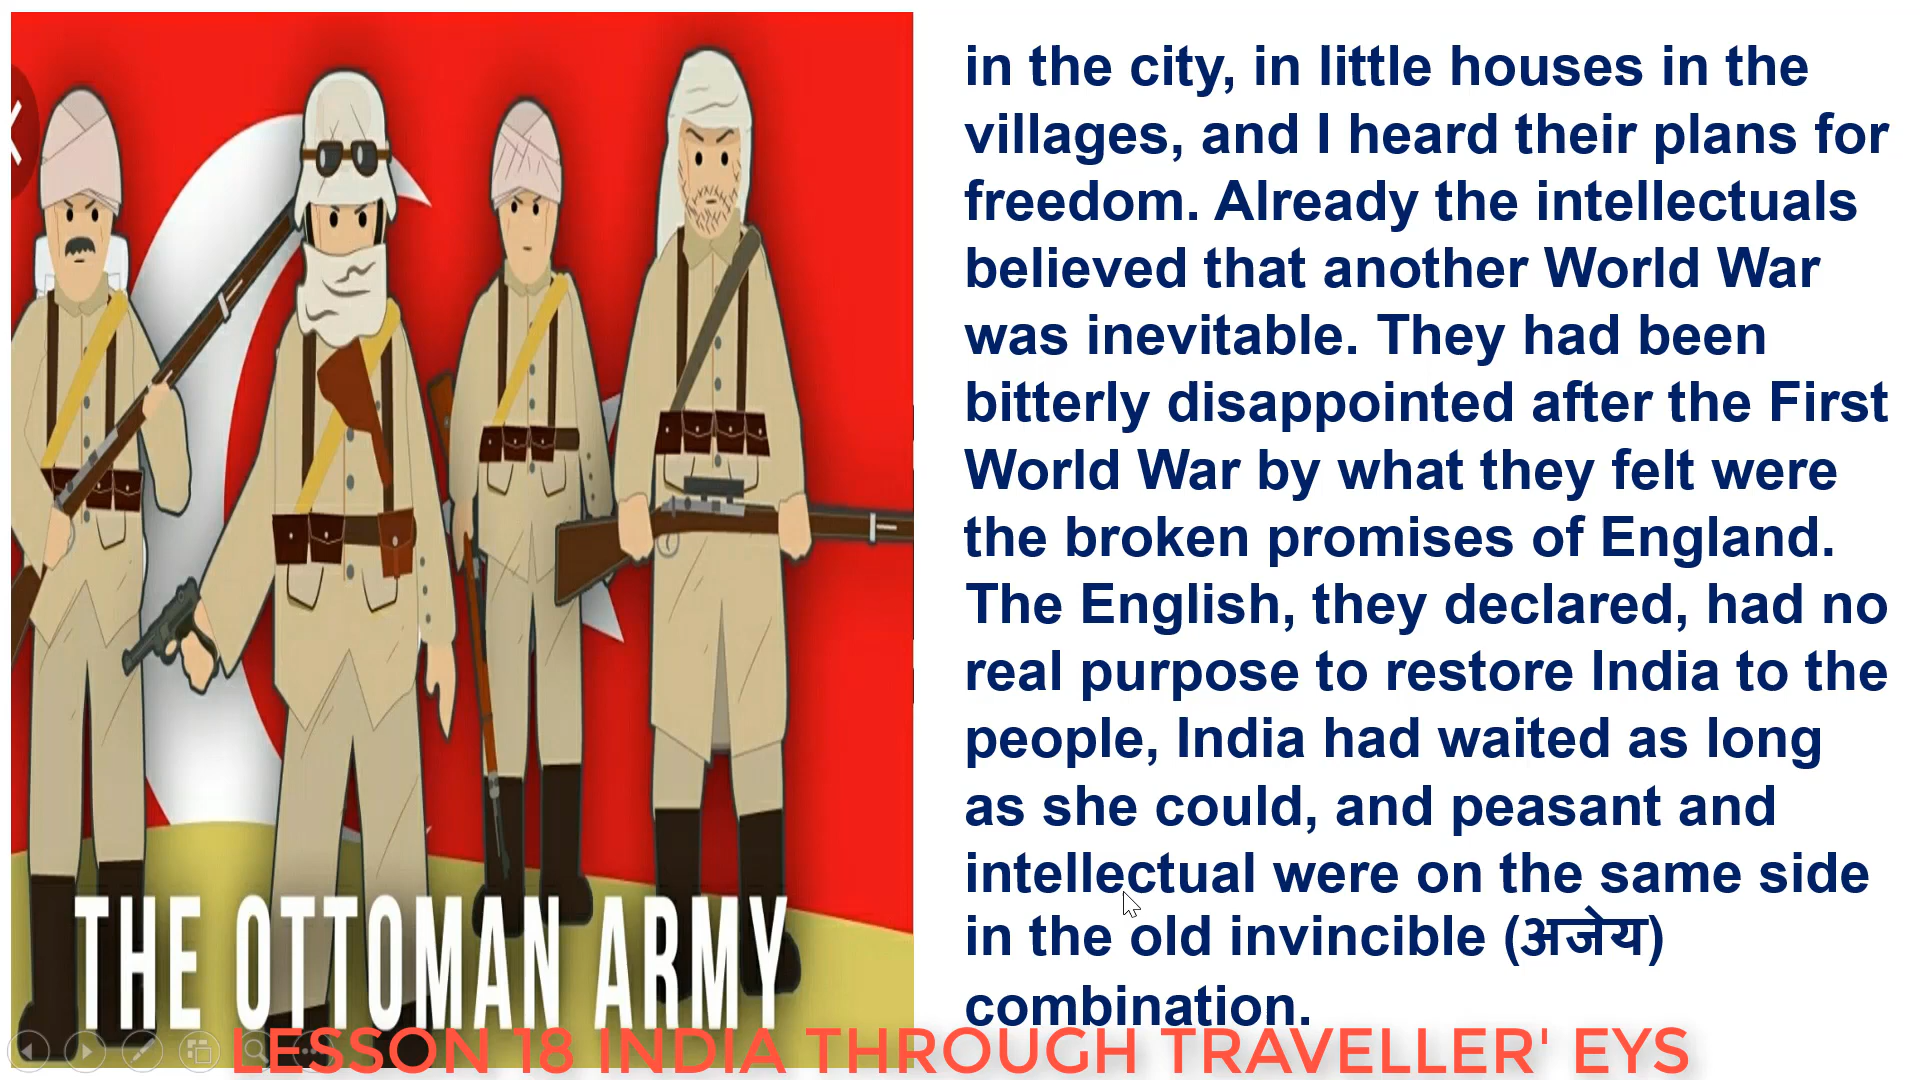 in the city, in little houses in the
villages, and I heard their plans for
freedom. Already the intellectuals
believed that another World War
was inevitable. They had been
bitterly disappointed after the First
World War by what they felt were
the broken promises of England.
The English, they declared, had no
real purpose to restore India to the
people, India had waited as long
as she could, and peasant and
intellectual were on the same side
in the old invincible (अजेय)
combination.
THE OTTOMAN ARMY
LESSON 18 INDIA THROUGH TRAVELLER' EYS